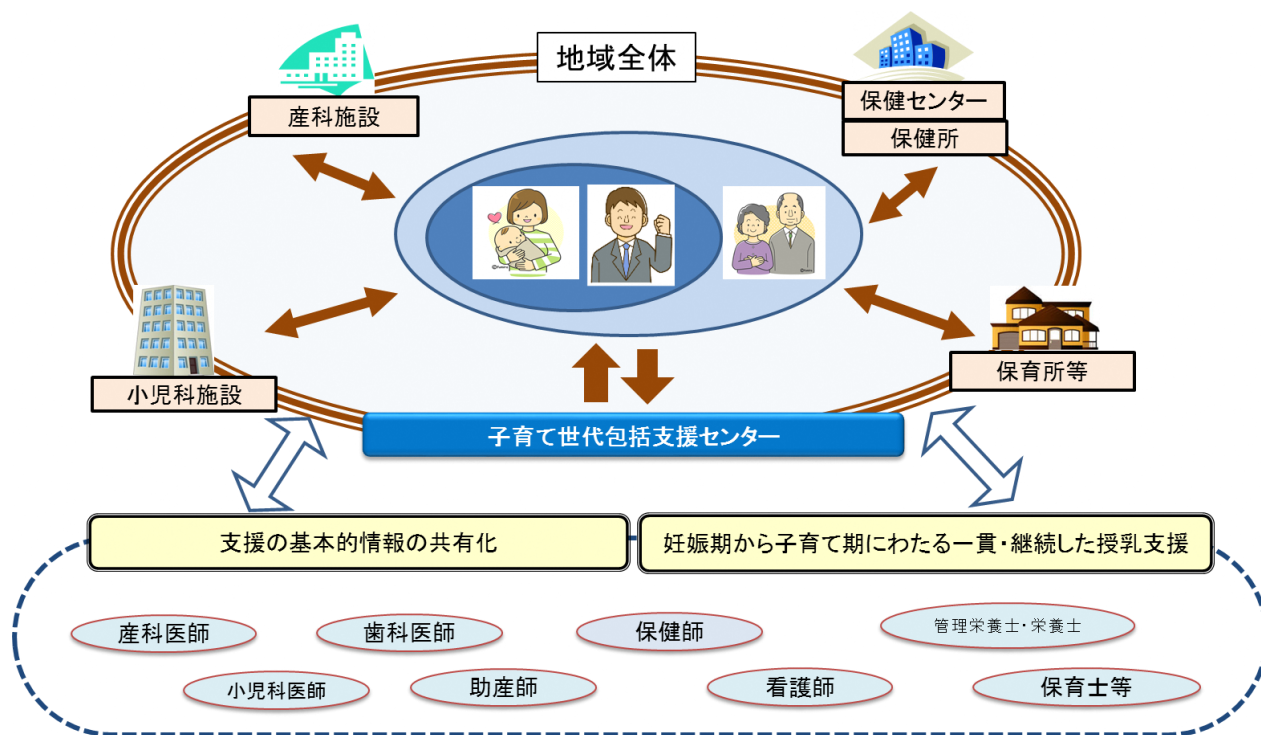 地域全体
産科施設
保健センター
保健所
小児科施設
保育所等
子育て世代包括支援センター
支援の基本的情報の共有化
妊娠期から子育て期にわたる一貫・継続した授乳支援
産科医師
歯科医師
保健師
管理栄養士・栄養士
小児科医師
助産師
看護師
保育士等